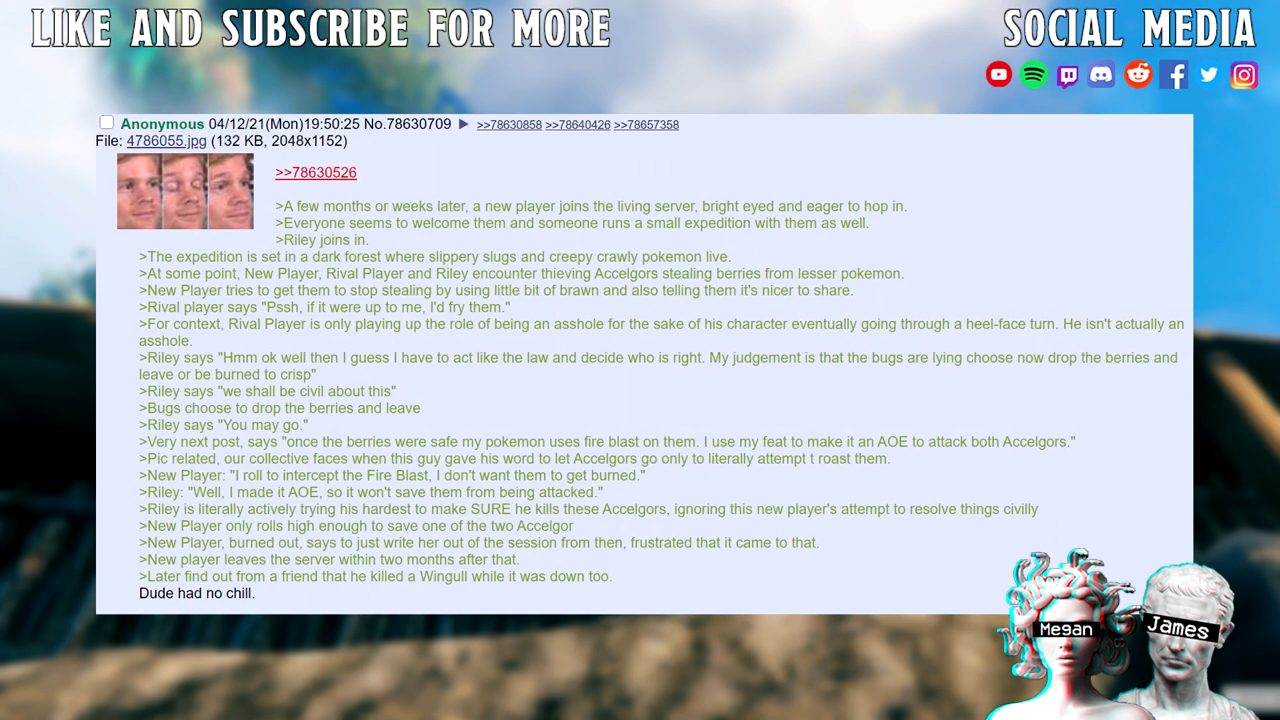 LIKE AND SUBSCRIBE FOR MORE
SOCIAL MEDIA
Anonymous 04/12/21(Mon)19:50:25 No.78630709 ▶ >>78630858 >>78640426 >>78657358
File: 4786055.jpg (132 KB, 2048x1152)
>>78630526
>A few months or weeks later, a new player joins the living server, bright eyed and eager to hop in.
>Everyone seems to welcome them and someone runs a small expedition with them as well.
>Riley joins in.
>The expedition is set in a dark forest where slippery slugs and creepy crawly pokemon live.
>At some point, New Player, Rival Player and Riley encounter thieving Accelgors stealing berries from lesser pokemon.
>New Player tries to get them to stop stealing by using little bit of brawn and also telling them it's nicer to share.
>Rival player says "Pssh, if it were up to me, I'd fry them."
>For context, Rival Player is only playing up the role of being an asshole for the sake of his character eventually going through a heel-face turn. He isn't actually an
asshole.
>Riley says "Hmm ok well then I guess I have to act like the law and decide who is right. My judgement is that the bugs are lying choose now drop the berries and
leave or be burned to crisp"
>Riley says "we shall be civil about this"
>Bugs choose to drop the berries and leave
>Riley says "You may go."
>Very next post, says "once the berries were safe my pokemon uses fire blast on them. I use my feat to make it an AOE to attack both Accelgors."
>Pic related, our collective faces when this guy gave his word to let Accelgors go only to literally attempt t roast them.
>New Player: "I roll to intercept the Fire Blast, I don't want them to get burned."
>Riley: "Well, I made it AOE, so it won't save them from being attacked."
>Riley is literally actively trying his hardest to make SURE he kills these Accelgors, ignoring this new player's attempt to resolve things civilly
>New Player only rolls high enough to save one of the two Accelgor
>New Player, burned out, says to just write her out of the session from then, frustrated that it came to that.
>New player leaves the server within two months after that.
>Later find out from a friend that he killed a Wingull while it was down too.
Dude had no chill.
Megan
James